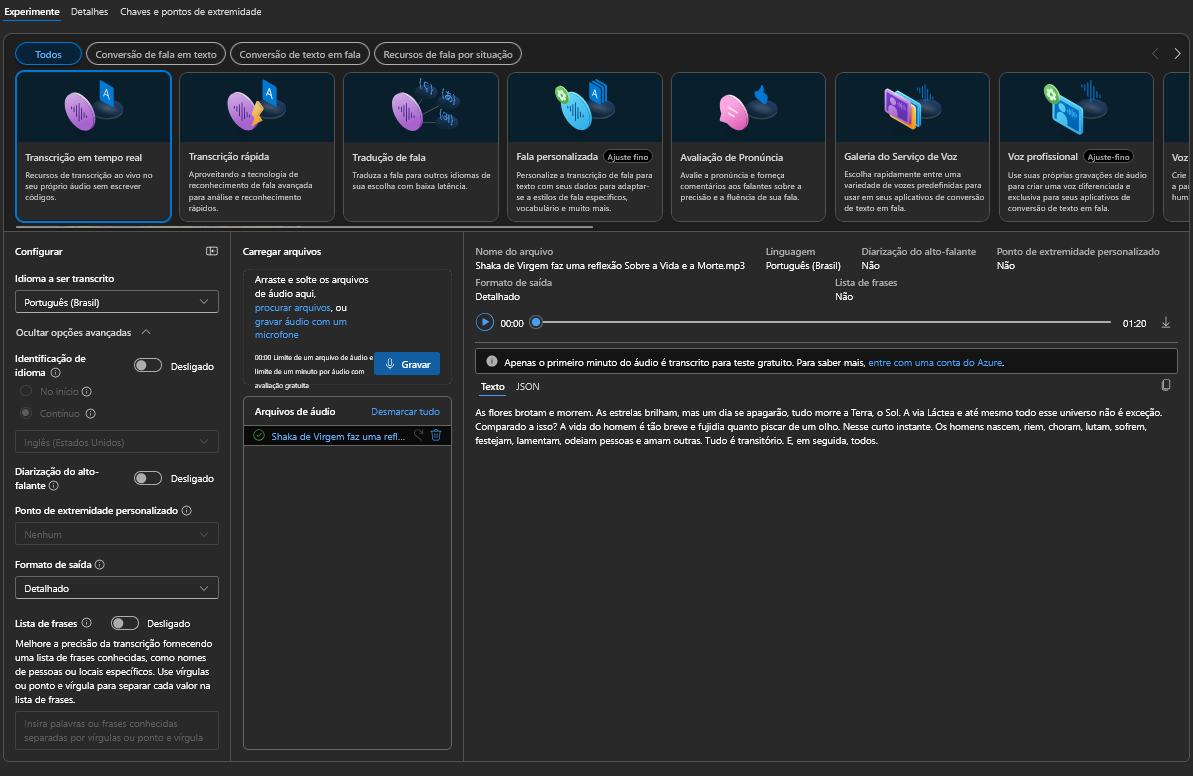 Experimente
Detalhes
Chaves e pontos de extremidade
Todos
Conversão de fala em texto
Conversão de texto em fala
Recursos de fala por situação
Transcrição em tempo real
Recursos de transcrição ao vivo no
seu próprio áudio sem escrever
códigos.
Transcrição rápida
Aproveitando a tecnologia de
reconhecimento de fala avançada
para análise e reconhecimento
rápidos.
Tradução de fala
Traduza a fala para outros idiomas de
sua escolha com baixa latência.
Fala personalizada
Ajuste fino
Personalize a transcrição de fala para
texto com seus dados para adaptar-
se a estilos de fala específicos,
vocabulário e muito mais.
Avaliação de Pronúncia
Avalie a pronúncia e forneça
comentários aos falantes sobre a
precisão e a fluência de sua fala.
Galeria do Serviço de Voz
Escolha rapidamente entre uma
variedade de vozes predefinidas para
usar em seus aplicativos de conversão
de texto em fala.
Voz profissional
Ajuste-fino
Use suas próprias gravações de áudio
para criar uma voz diferenciada e
exclusiva para seus aplicativos de
conversão de texto em fala.
Voz
Crie
a pa
hum
Configurar
Idioma a ser transcrito
Português (Brasil)
Ocultar opções avançadas
Identificação de
idioma
Desligado
No início
Contínuo
Inglês (Estados Unidos)
Diarização do alto-
falante
Desligado
Ponto de extremidade personalizado
Nenhum
Formato de saída
Detalhado
Lista de frases
Desligado
Melhore a precisão da transcrição fornecendo
uma lista de frases conhecidas, como nomes
de pessoas ou locais específicos. Use vírgulas
ou ponto e vírgula para separar cada valor na
lista de frases.
Insira palavras ou frases conhecidas
separadas por vírgulas ou ponto e vírgula
Carregar arquivos
Arraste e solte os arquivos
de áudio aqui,
procurar arquivos, ou
gravar áudio com um
microfone
00:00 Limite de um arquivo de áudio e
limite de um minuto por áudio com
avaliação gratuita
Gravar
Arquivos de áudio
Desmarcar tudo
Shaka de Virgem faz uma refl...
Nome do arquivo
Shaka de Virgem faz uma reflexão Sobre a Vida e a Morte.mp3
Linguagem
Português (Brasil)
Diarização do alto-falante
Não
Ponto de extremidade personalizado
Não
Formato de saída
Detalhado
Lista de frases
Não
00:00
01:20
Apenas o primeiro minuto do áudio é transcrito para teste gratuito. Para saber mais, entre com uma conta do Azure.
Texto
JSON
As flores brotam e morrem. As estrelas brilham, mas um dia se apagarão, tudo morre a Terra, o Sol. A via Láctea e até mesmo todo esse universo não é exceção.
Comparado a isso? A vida do homem é tão breve e fujidia quanto piscar de um olho. Nesse curto instante. Os homens nascem, riem, choram, lutam, sofrem,
festejam, lamentam, odeiam pessoas e amam outras. Tudo é transitório. E, em seguida, todos.